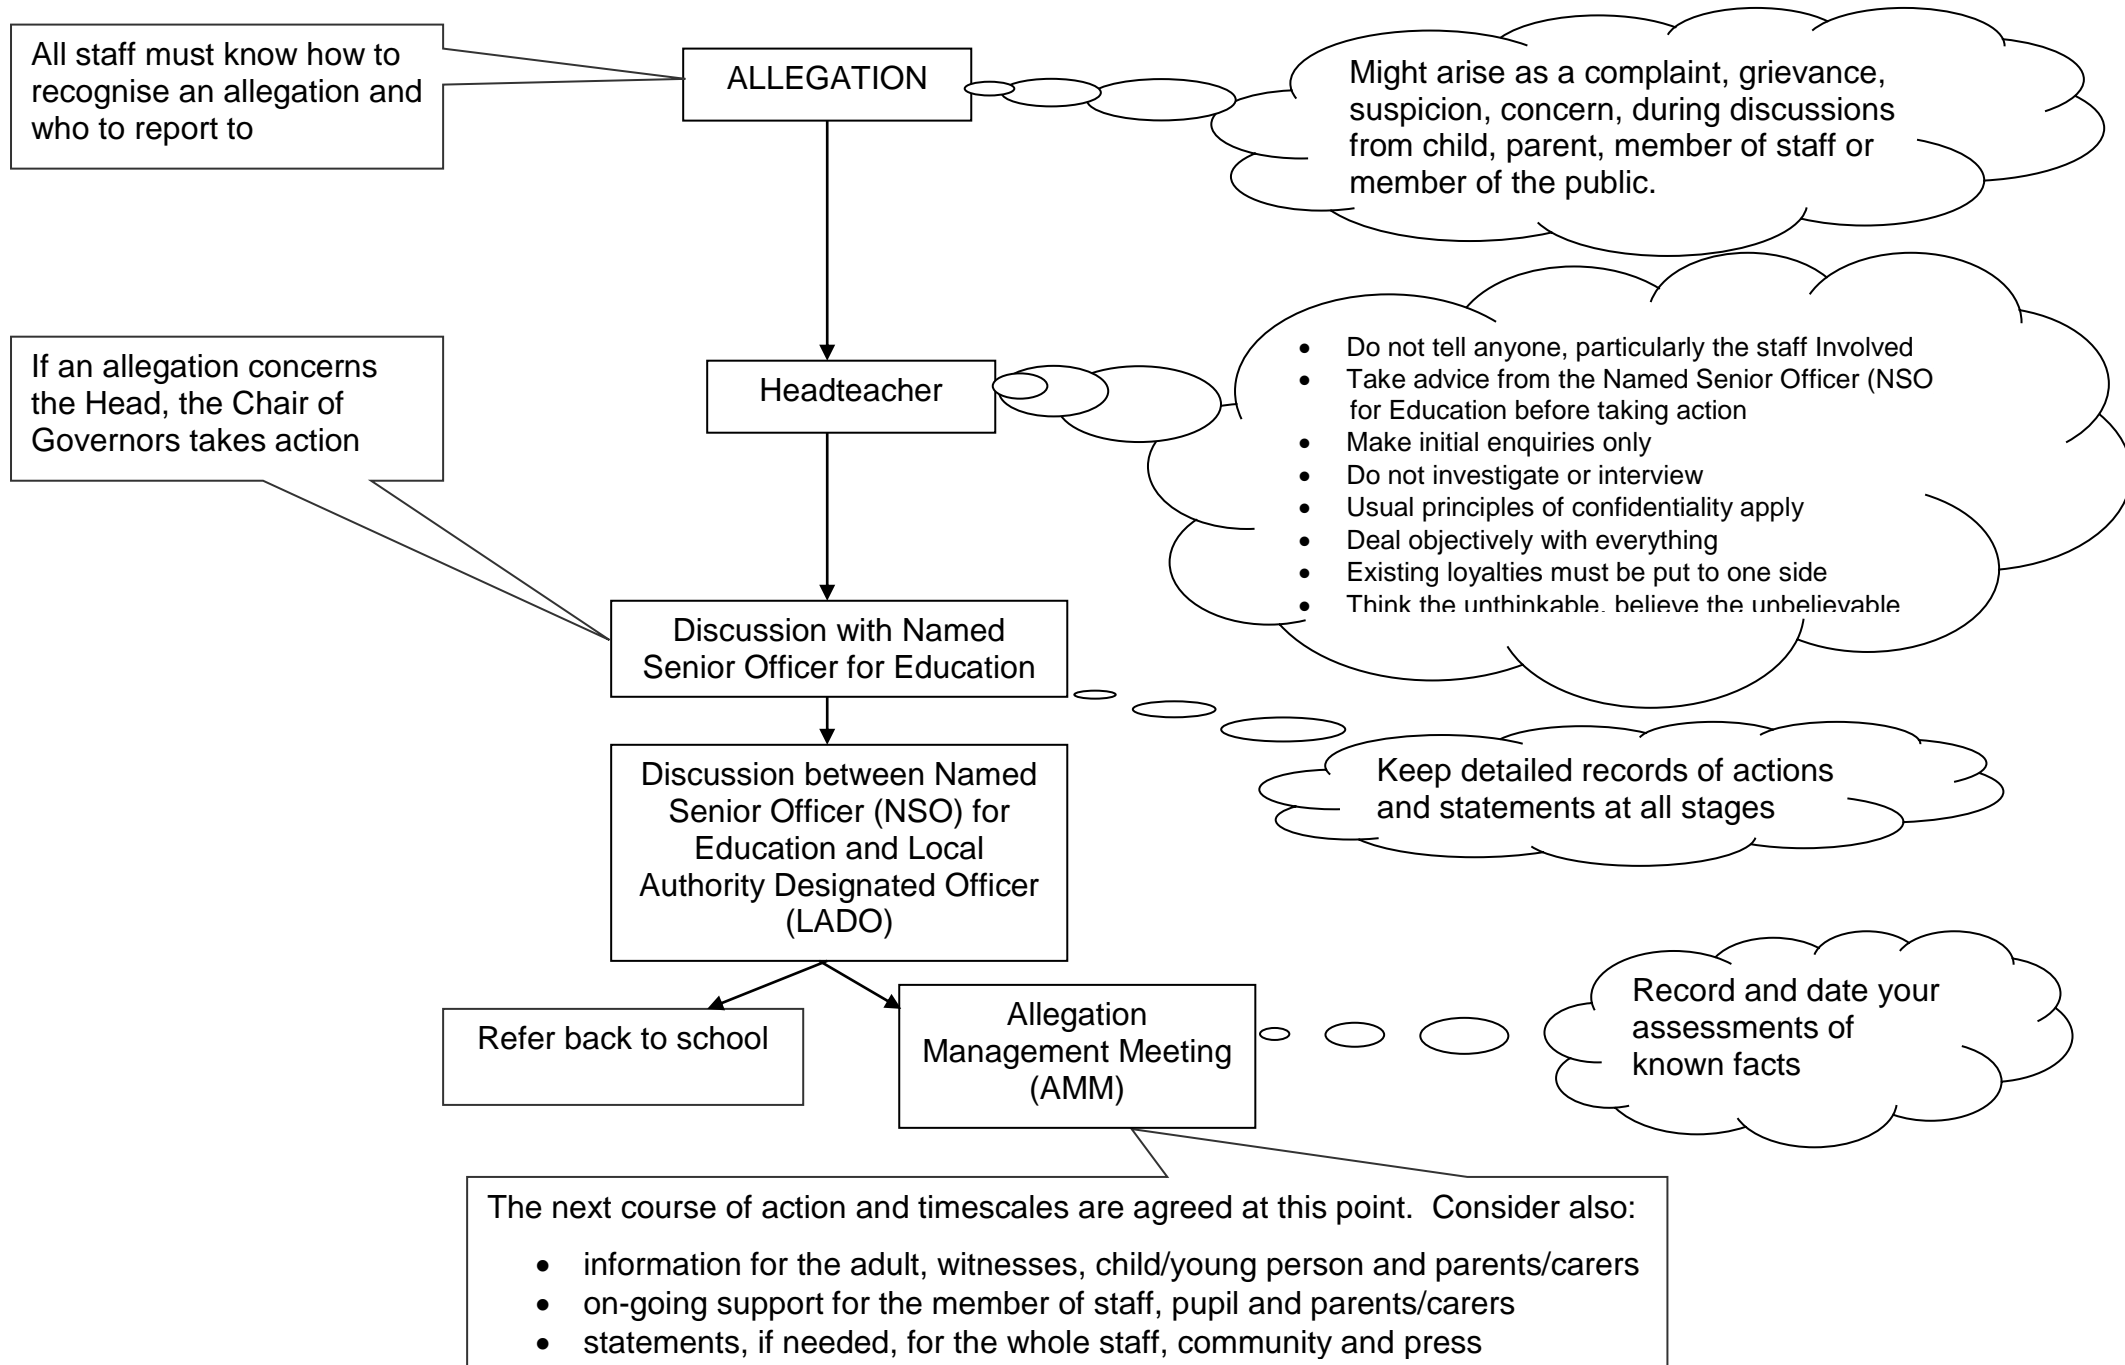 All staff must know how to
recognise an allegation and
who to report to
ALLEGATION
Might arise as a complaint, grievance,
suspicion, concern, during discussions
from child, parent, member of staff or
member of the public.
If an allegation concerns
the Head, the Chair of
Governors takes action
Headteacher
• Do not tell anyone, particularly the staff Involved
• Take advice from the Named Senior Officer (NSO
for Education before taking action
• Make initial enquiries only
• Do not investigate or interview
• Usual principles of confidentiality apply
• Deal objectively with everything
• Existing loyalties must be put to one side
• Think the unthinkable, believe the unbelievable
Discussion with Named
Senior Officer for Education
Discussion between Named
Senior Officer (NSO) for
Education and Local
Authority Designated Officer
(LADO)
Keep detailed records of actions
and statements at all stages
Refer back to school
Allegation
Management Meeting
(AMM)
Record and date your
assessments of
known facts
The next course of action and timescales are agreed at this point.  Consider also:
• information for the adult, witnesses, child/young person and parents/carers
• on-going support for the member of staff, pupil and parents/carers
• statements, if needed, for the whole staff, community and press